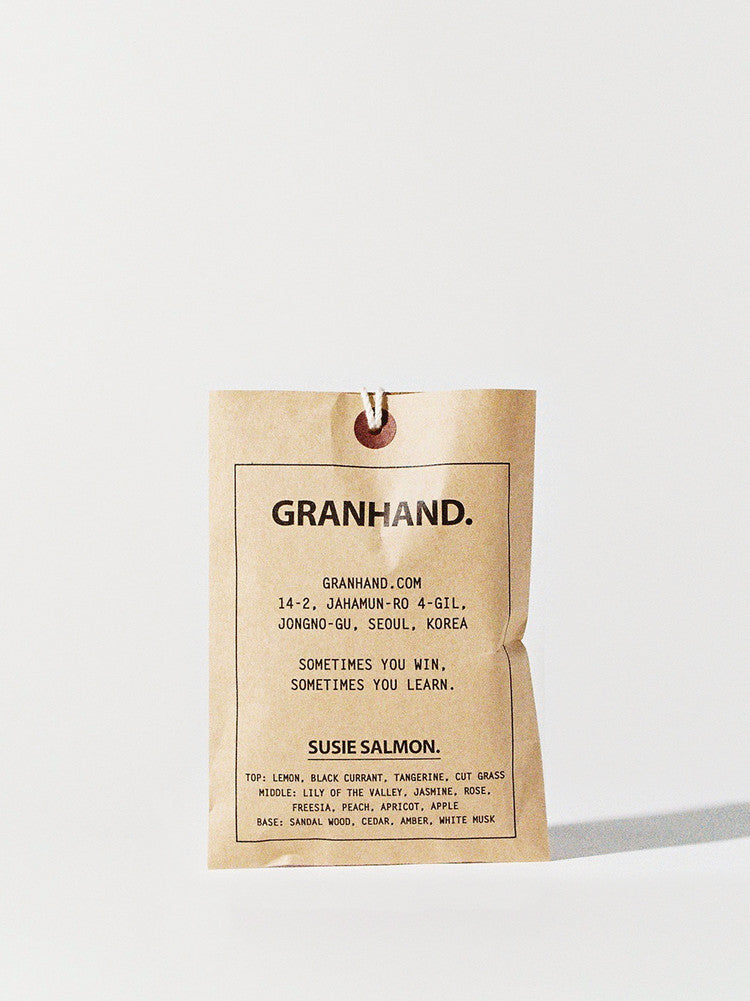 GRANHAND.
GRANHAND.COM
14-2, JAHAMUN-RO 4-GIL,
JONGNO-GU, SEOUL, KOREA
SOMETIMES YOU WIN,
SOMETIMES YOU LEARN.
SUSIE SALMON.
TOP: LEMON, BLACK CURRANT, TANGERINE, CUT GRASS
MIDDLE: LILY OF THE VALLEY, JASMINE, ROSE,
FREESIA, PEACH, APRICOT, APPLE
BASE: SANDAL WOOD, CEDAR, AMBER, WHITE MUSK